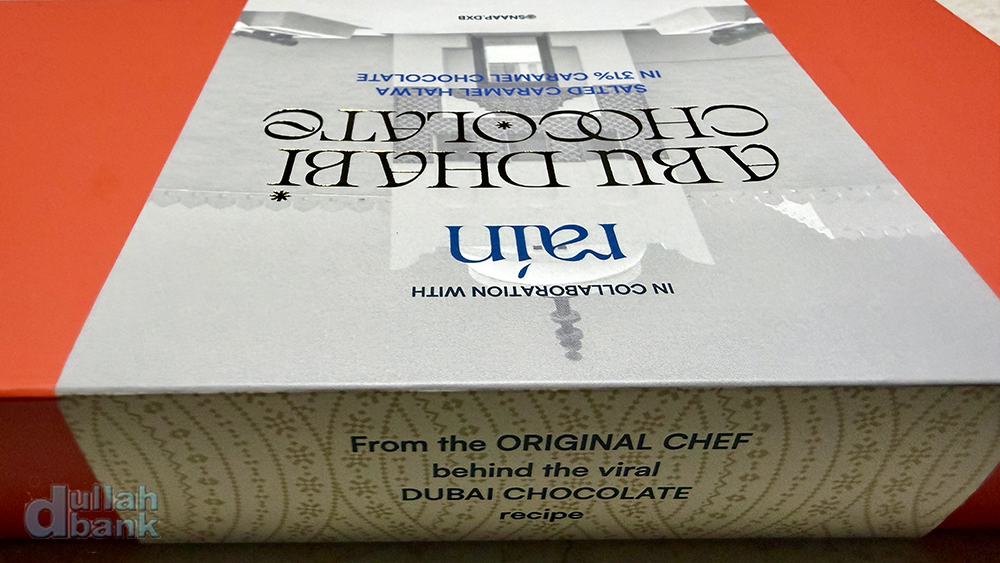 IN COLLABORATION WITH
rain
ABU DHABI*
CHOCOLATE
SALTED CARAMEL HALWA
IN 31% CARAMEL CHOCOLATE
@SNAAP.DXB
From the ORIGINAL CHEF
behind the viral
DUBAI CHOCOLATE
recipe
dullah
bank